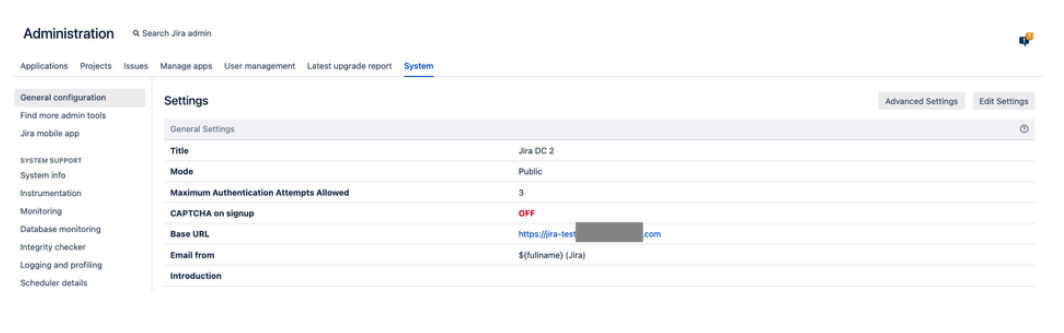 Administration Search Jira admin
Applications Projects Issues Manage apps User management Latest upgrade report System
General configuration
Find more admin tools
Jira mobile app
SYSTEM SUPPORT
System info
Instrumentation
Monitoring
Database monitoring
Integrity checker
Logging and profiling
Scheduler details
Settings Advanced Settings Edit Settings
General Settings
Title Jira DC 2
Mode Public
Maximum Authentication Attempts Allowed 3
CAPTCHA on signup OFF
Base URL https://jira-test .com
Email from ${fullname} (Jira)
Introduction